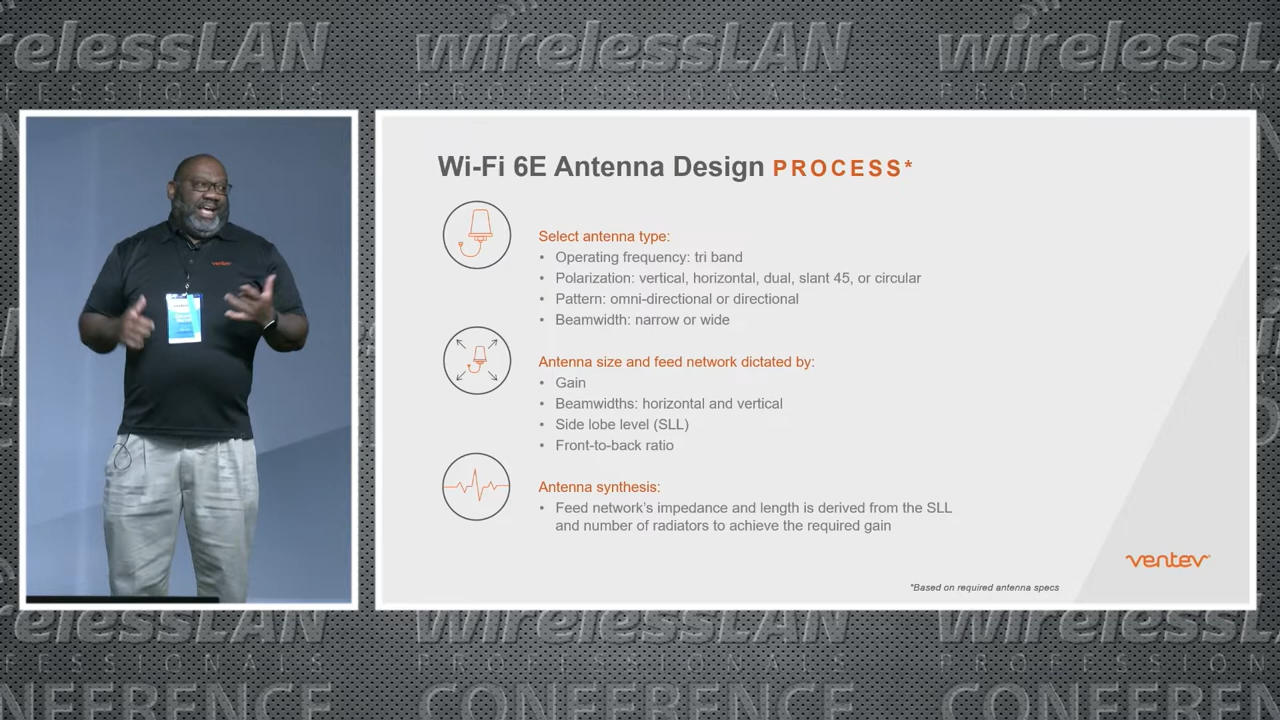 wirelessLAN
PROFESSIONALS
Wi-Fi 6E Antenna Design PROCESS*
Select antenna type:
• Operating frequency: tri band
• Polarization: vertical, horizontal, dual, slant 45, or circular
• Pattern: omni-directional or directional
• Beamwidth: narrow or wide
Antenna size and feed network dictated by:
• Gain
• Beamwidths: horizontal and vertical
• Side lobe level (SLL)
• Front-to-back ratio
Antenna synthesis:
• Feed network's impedance and length is derived from the SLL
and number of radiators to achieve the required gain
ventev
*Based on required antenna specs
ventev
wirelessLAN
PROFESSIONALS
CONFERENCE